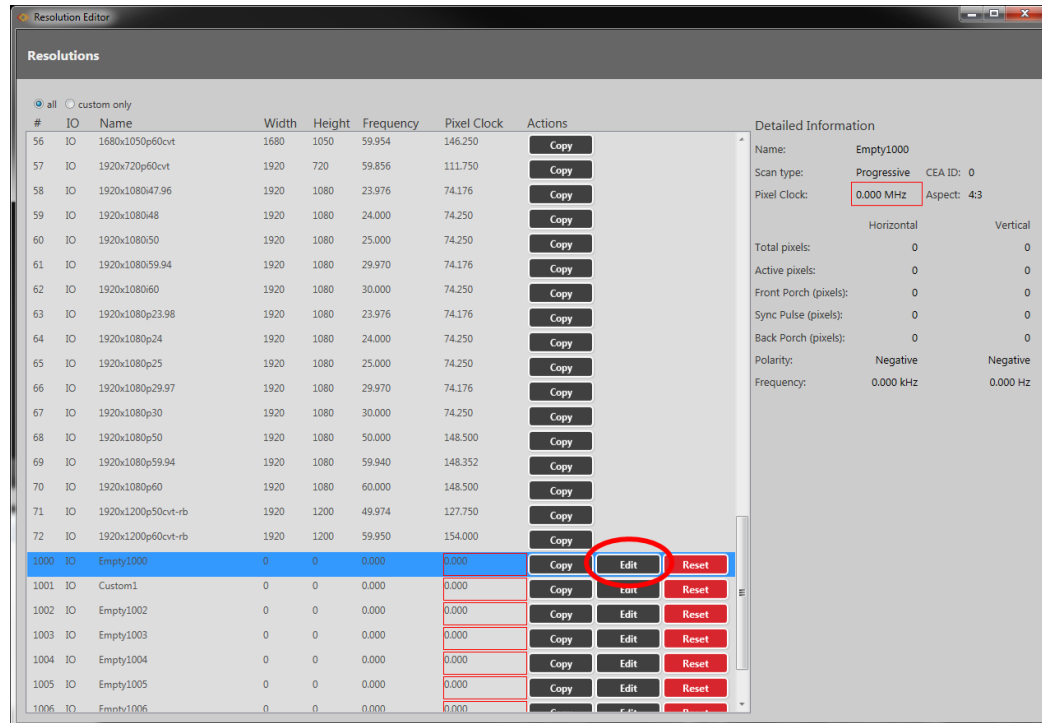 Resolution Editor
Resolutions
all custom only
# IO Name Width Height Frequency Pixel Clock Actions
56 IO 1680x1050p60cvt 1680 1050 59.954 146.250 Copy
57 IO 1920x720p60cvt 1920 720 59.856 111.750 Copy
58 IO 1920x1080i47.96 1920 1080 23.976 74.176 Copy
59 IO 1920x1080i48 1920 1080 24.000 74.250 Copy
60 IO 1920x1080i50 1920 1080 25.000 74.250 Copy
61 IO 1920x1080i59.94 1920 1080 29.970 74.176 Copy
62 IO 1920x1080i60 1920 1080 30.000 74.250 Copy
63 IO 1920x1080p23.98 1920 1080 23.976 74.176 Copy
64 IO 1920x1080p24 1920 1080 24.000 74.250 Copy
65 IO 1920x1080p25 1920 1080 25.000 74.250 Copy
66 IO 1920x1080p29.97 1920 1080 29.970 74.176 Copy
67 IO 1920x1080p30 1920 1080 30.000 74.250 Copy
68 IO 1920x1080p50 1920 1080 50.000 148.500 Copy
69 IO 1920x1080p59.94 1920 1080 59.940 148.352 Copy
70 IO 1920x1080p60 1920 1080 60.000 148.500 Copy
71 IO 1920x1200p50cvt-rb 1920 1200 49.974 127.750 Copy
72 IO 1920x1200p60cvt-rb 1920 1200 59.950 154.000 Copy
1000 IO Empty1000 0 0 0.000 0.000 Copy Edit Reset
1001 IO Custom1 0 0 0.000 0.000 Copy Edit Reset
1002 IO Empty1002 0 0 0.000 0.000 Copy Edit Reset
1003 IO Empty1003 0 0 0.000 0.000 Copy Edit Reset
1004 IO Empty1004 0 0 0.000 0.000 Copy Edit Reset
1005 IO Empty1005 0 0 0.000 0.000 Copy Edit Reset
1006 IO Empty1006 0 0 0.000 0.000 Copy Edit Reset
Detailed Information
Name: Empty1000
Scan type: Progressive CEA ID: 0
Pixel Clock: 0.000 MHz Aspect: 4:3
Horizontal Vertical
Total pixels: 0 0
Active pixels: 0 0
Front Porch (pixels): 0 0
Sync Pulse (pixels): 0 0
Back Porch (pixels): 0 0
Polarity: Negative Negative
Frequency: 0.000 kHz 0.000 Hz